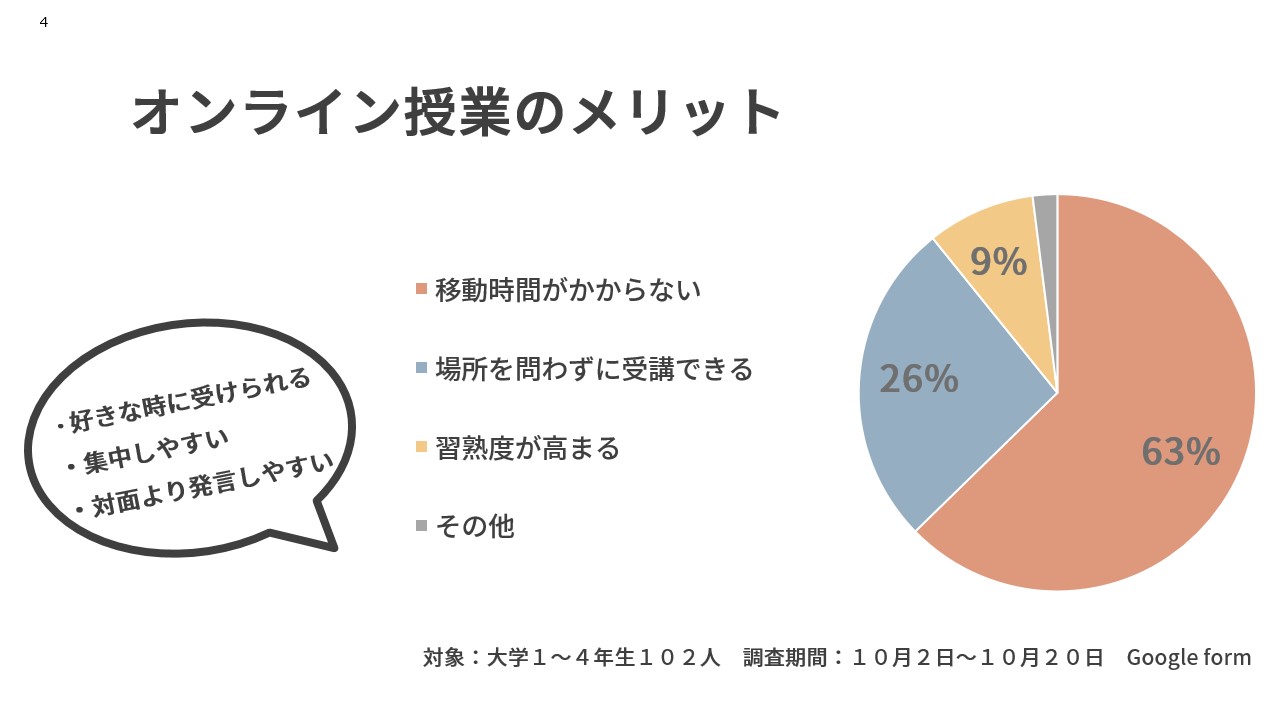 4
オンライン授業のメリット
・好きな時に受けられる
・集中しやすい
・対面より発言しやすい
移動時間がかからない
場所を問わずに受講できる
習熟度が高まる
その他
9%
26%
63%
対象：大学１～４年生１０２人　調査期間：１０月２日～１０月２０日　Google form